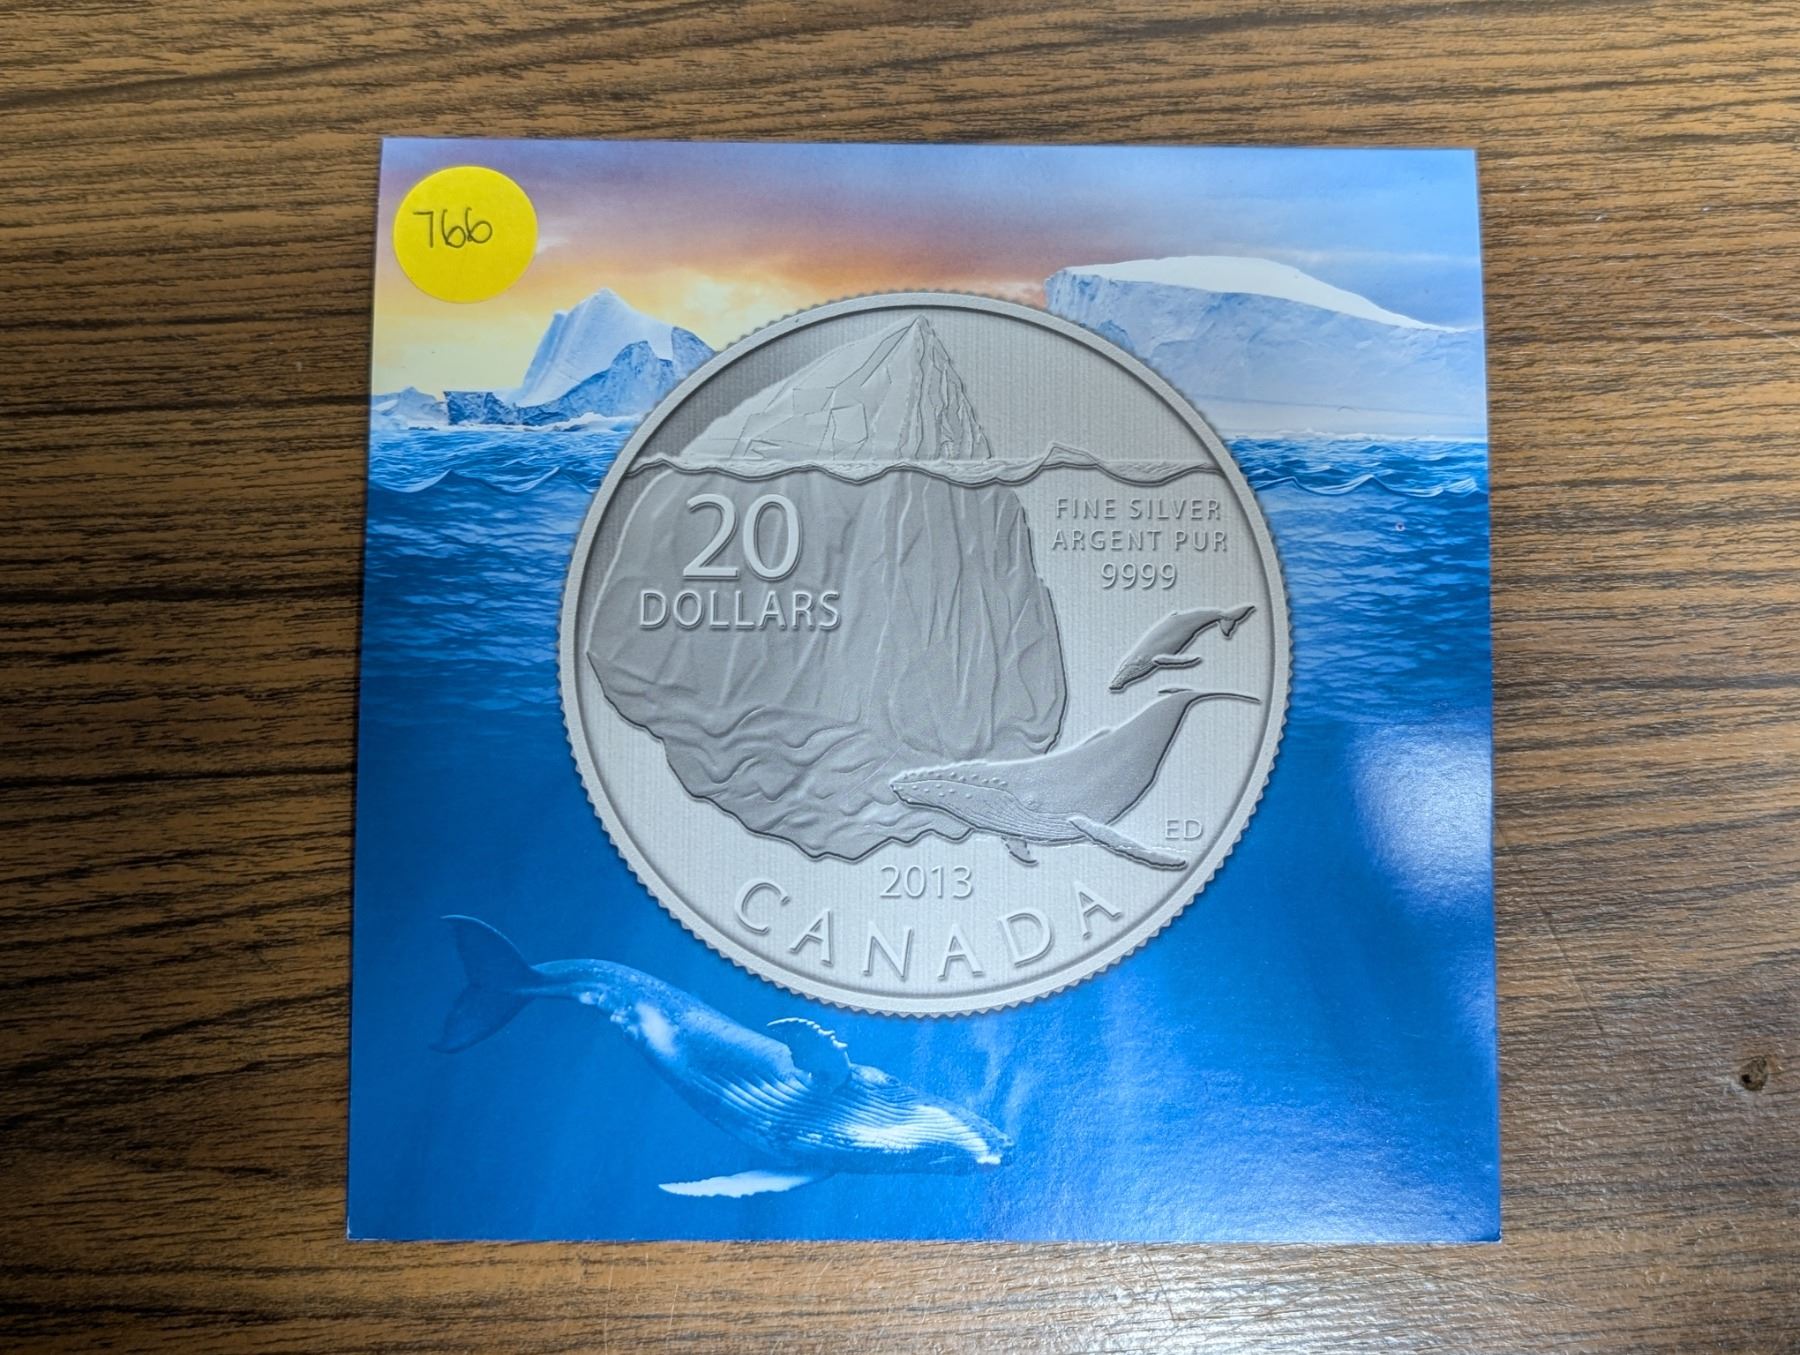 766
20
DOLLARS
FINE SILVER
ARGENT PUR
9999
ED
2013
CANADA